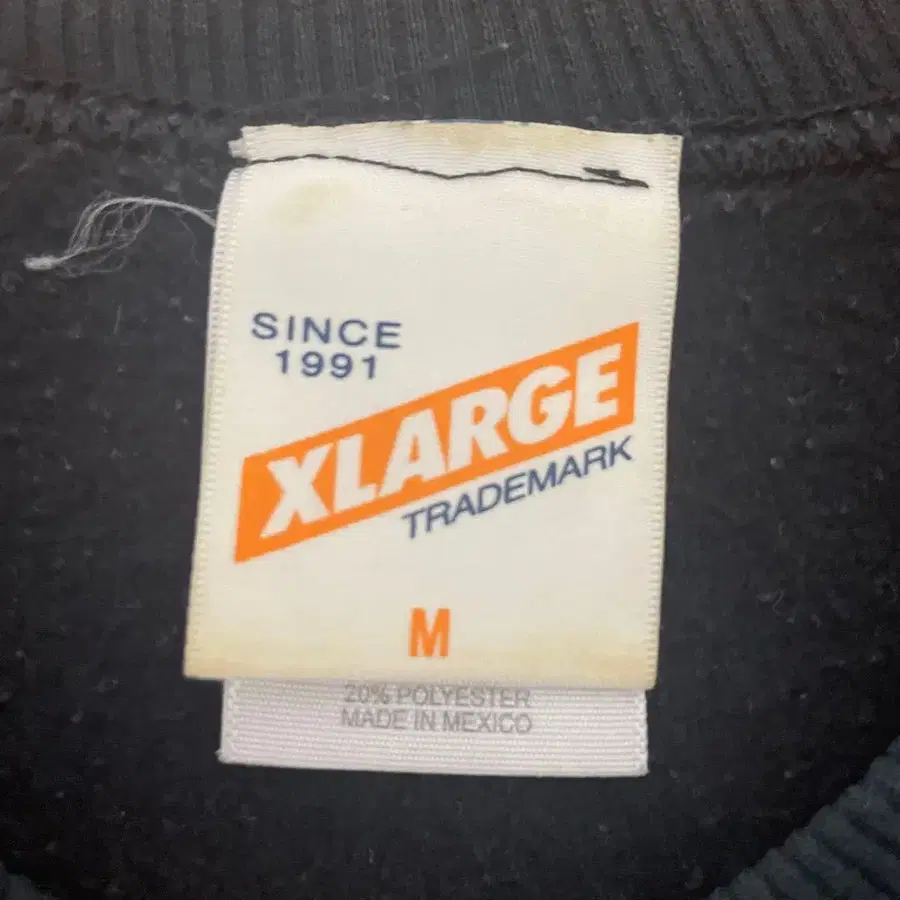 SINCE
1991
XLARGE
TRADEMARK
M
20% POLYESTER
MADE IN MEXICO